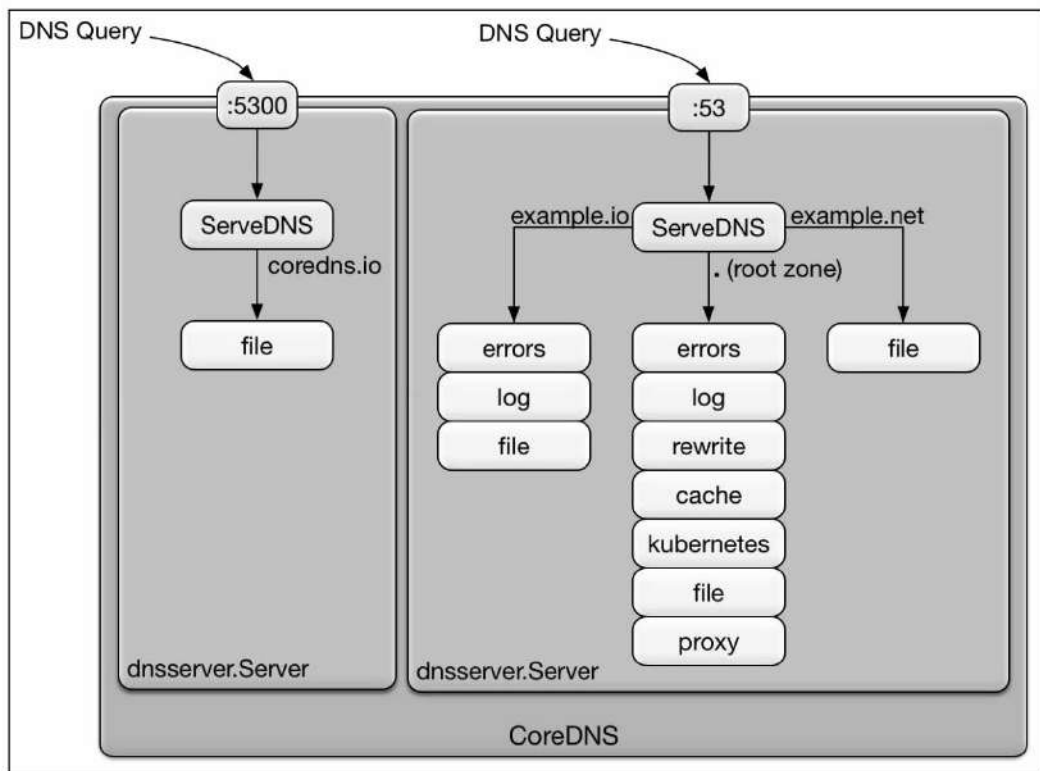 DNS Query
DNS Query
:5300
:53
ServeDNS
coredns.io
file
dnsserver.Server
example.io
ServeDNS
example.net
. (root zone)
errors
log
file
errors
log
rewrite
cache
kubernetes
file
proxy
file
dnsserver.Server
CoreDNS